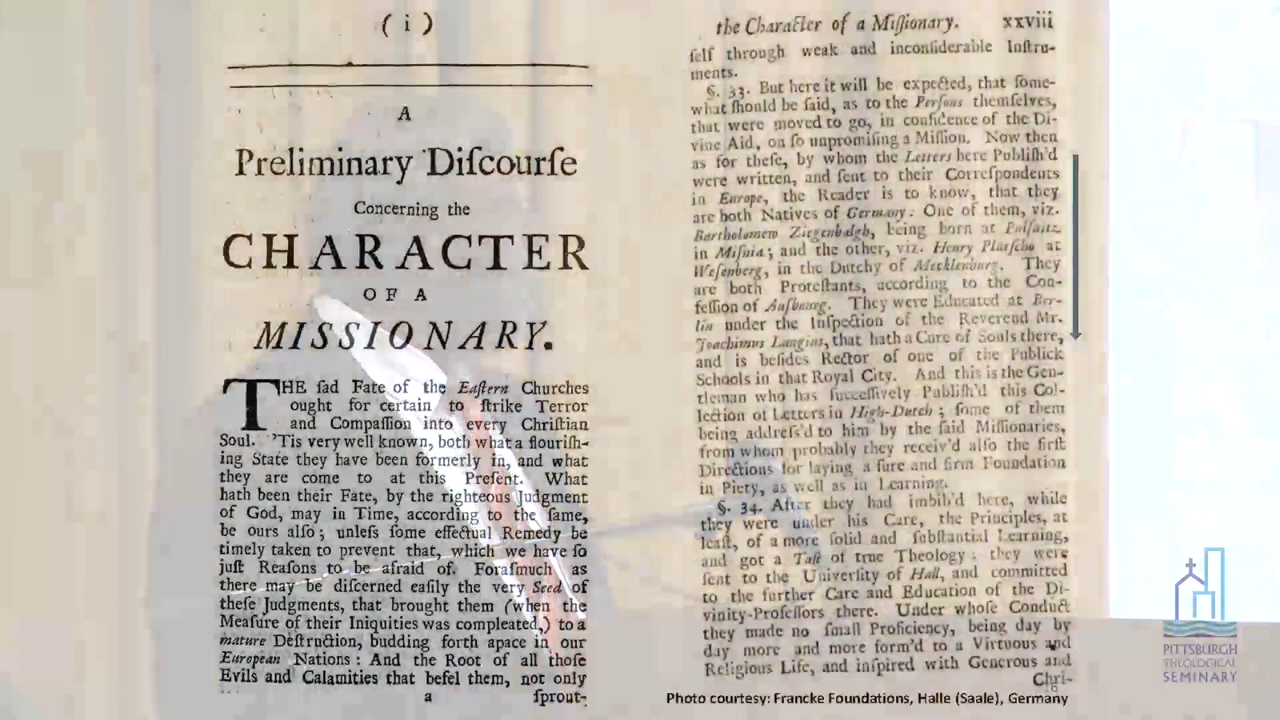 ( i )
A
Preliminary Diſcourſe
Concerning the
CHARACTER
OF A
MISSIONARY.
THE ſad Fate of the Eaſtern Churches
ought for certain to ſtrike Terror
and Compaſſion into every Chriſtian
Soul. 'Tis very well known, both what a flouriſh-
ing State they have been formerly in, and what
they are come to at this Preſent. What
hath been their Fate, by the righteous Judgment
of God, may in Time, according to the ſame,
be ours alſo; unleſs ſome effectual Remedy be
timely taken to prevent that, which we have ſo
juſt Reaſons to be afraid of. Foraſmuch as
there may be diſcerned eaſily the very Seed of
theſe Judgments, that brought them (when the
Meaſure of their Iniquities was compleated,) to a
mature Deſtruction, budding forth apace in our
European Nations: And the Root of all thoſe
Evils and Calamities that befel them, not only
a ſprout-
the Character of a Miſſionary. xxviii
ſelf through weak and inconſiderable Inſtru-
ments.
§. 33. But here it will be expected, that ſome-
what ſhould be ſaid, as to the Perſons themſelves,
that were moved to go, in confidence of the Di-
vine Aid, on ſo unpromiſing a Miſſion. Now then
as for theſe, by whom the Letters here Publiſh'd
were written, and ſent to their Correſpondents
in Europe, the Reader is to know, that they
are both Natives of Germany: One of them, viz.
Bartholomew Ziegenbalgh, being born at Pulſnitz
in Miſnia; and the other, viz. Henry Plutſcho at
Weſenberg, in the Dutchy of Mecklenburg. They
are both Proteſtants, according to the Con-
feſſion of Auſbourg. They were Educated at Ber-
lin under the Inſpection of the Reverend Mr.
Joachimus Langius, that hath a Cure of Souls there,
and is beſides Rector of one of the Publick
Schools in that Royal City. And this is the Gen-
tleman who has ſucceſſively Publiſh'd this Col-
lection of Letters in High-Dutch; ſome of them
being addreſs'd to him by the ſaid Miſſionaries,
from whom probably they receiv'd alſo the firſt
Directions for laying a ſure and firm Foundation
in Piety, as well as in Learning.
§. 34. After they had imbib'd here, while
they were under his Care, the Principles, at
leaſt, of a more ſolid and ſubſtantial Learning,
and got a Taſt of true Theology: they were
ſent to the Univerſity of Hall, and committed
to the further Care and Education of the Di-
vinity-Profeſſors there. Under whoſe Conduct
they made no ſmall Proficiency, being day by
day more and more form'd to a Virtuous and
Religious Life, and inſpired with Generous and
Chri-
Photo courtesy: Francke Foundations, Halle (Saale), Germany
PITTSBURGH
THEOLOGICAL
SEMINARY